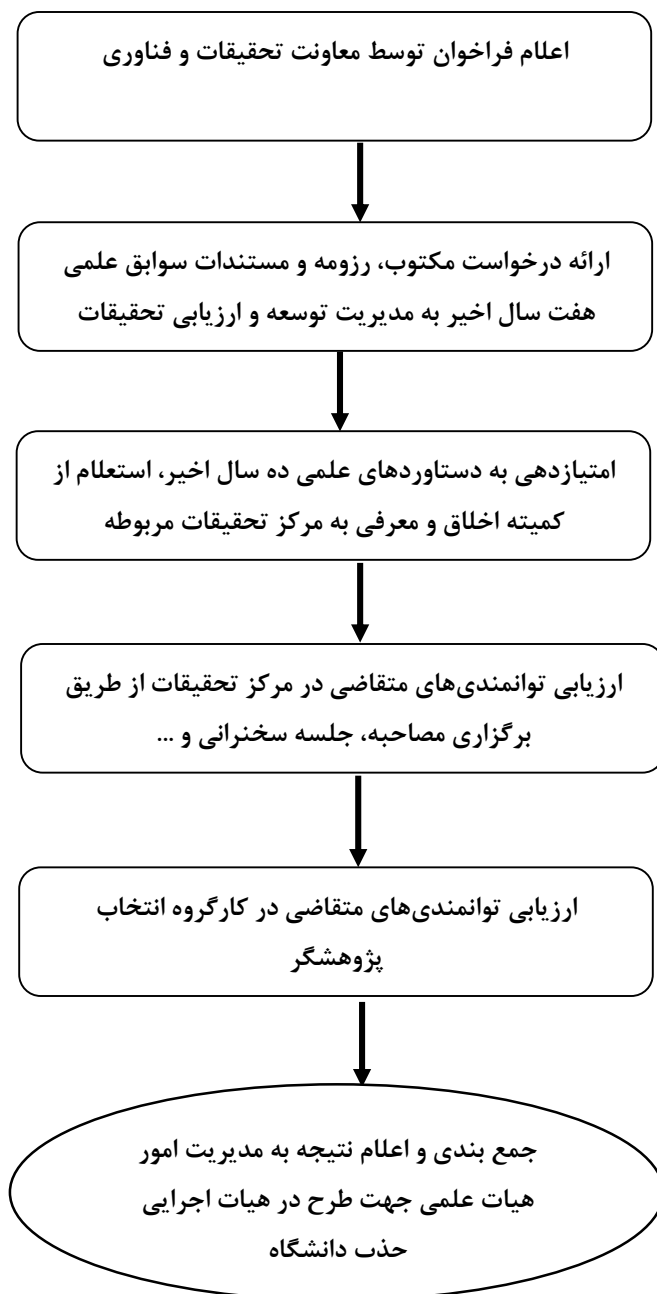 اعلام فراخوان توسط معاونت تحقیقات و فناوری
ارائه درخواست مکتوب، رزومه و مستندات سوابق علمی
هفت سال اخیر به مدیریت توسعه و ارزیابی تحقیقات
امتیازدهی به دستاوردهای علمی ده سال اخیر، استعلام از
کمیته اخلاق و معرفی به مرکز تحقیقات مربوطه
ارزیابی توانمندی‌های متقاضی در مرکز تحقیقات از طریق
برگزاری مصاحبه، جلسه سخنرانی و ...
ارزیابی توانمندی‌های متقاضی در کارگروه انتخاب
پژوهشگر
جمع بندی و اعلام نتیجه به مدیریت امور
هیات علمی جهت طرح در هیات اجرایی
حذب دانشگاه